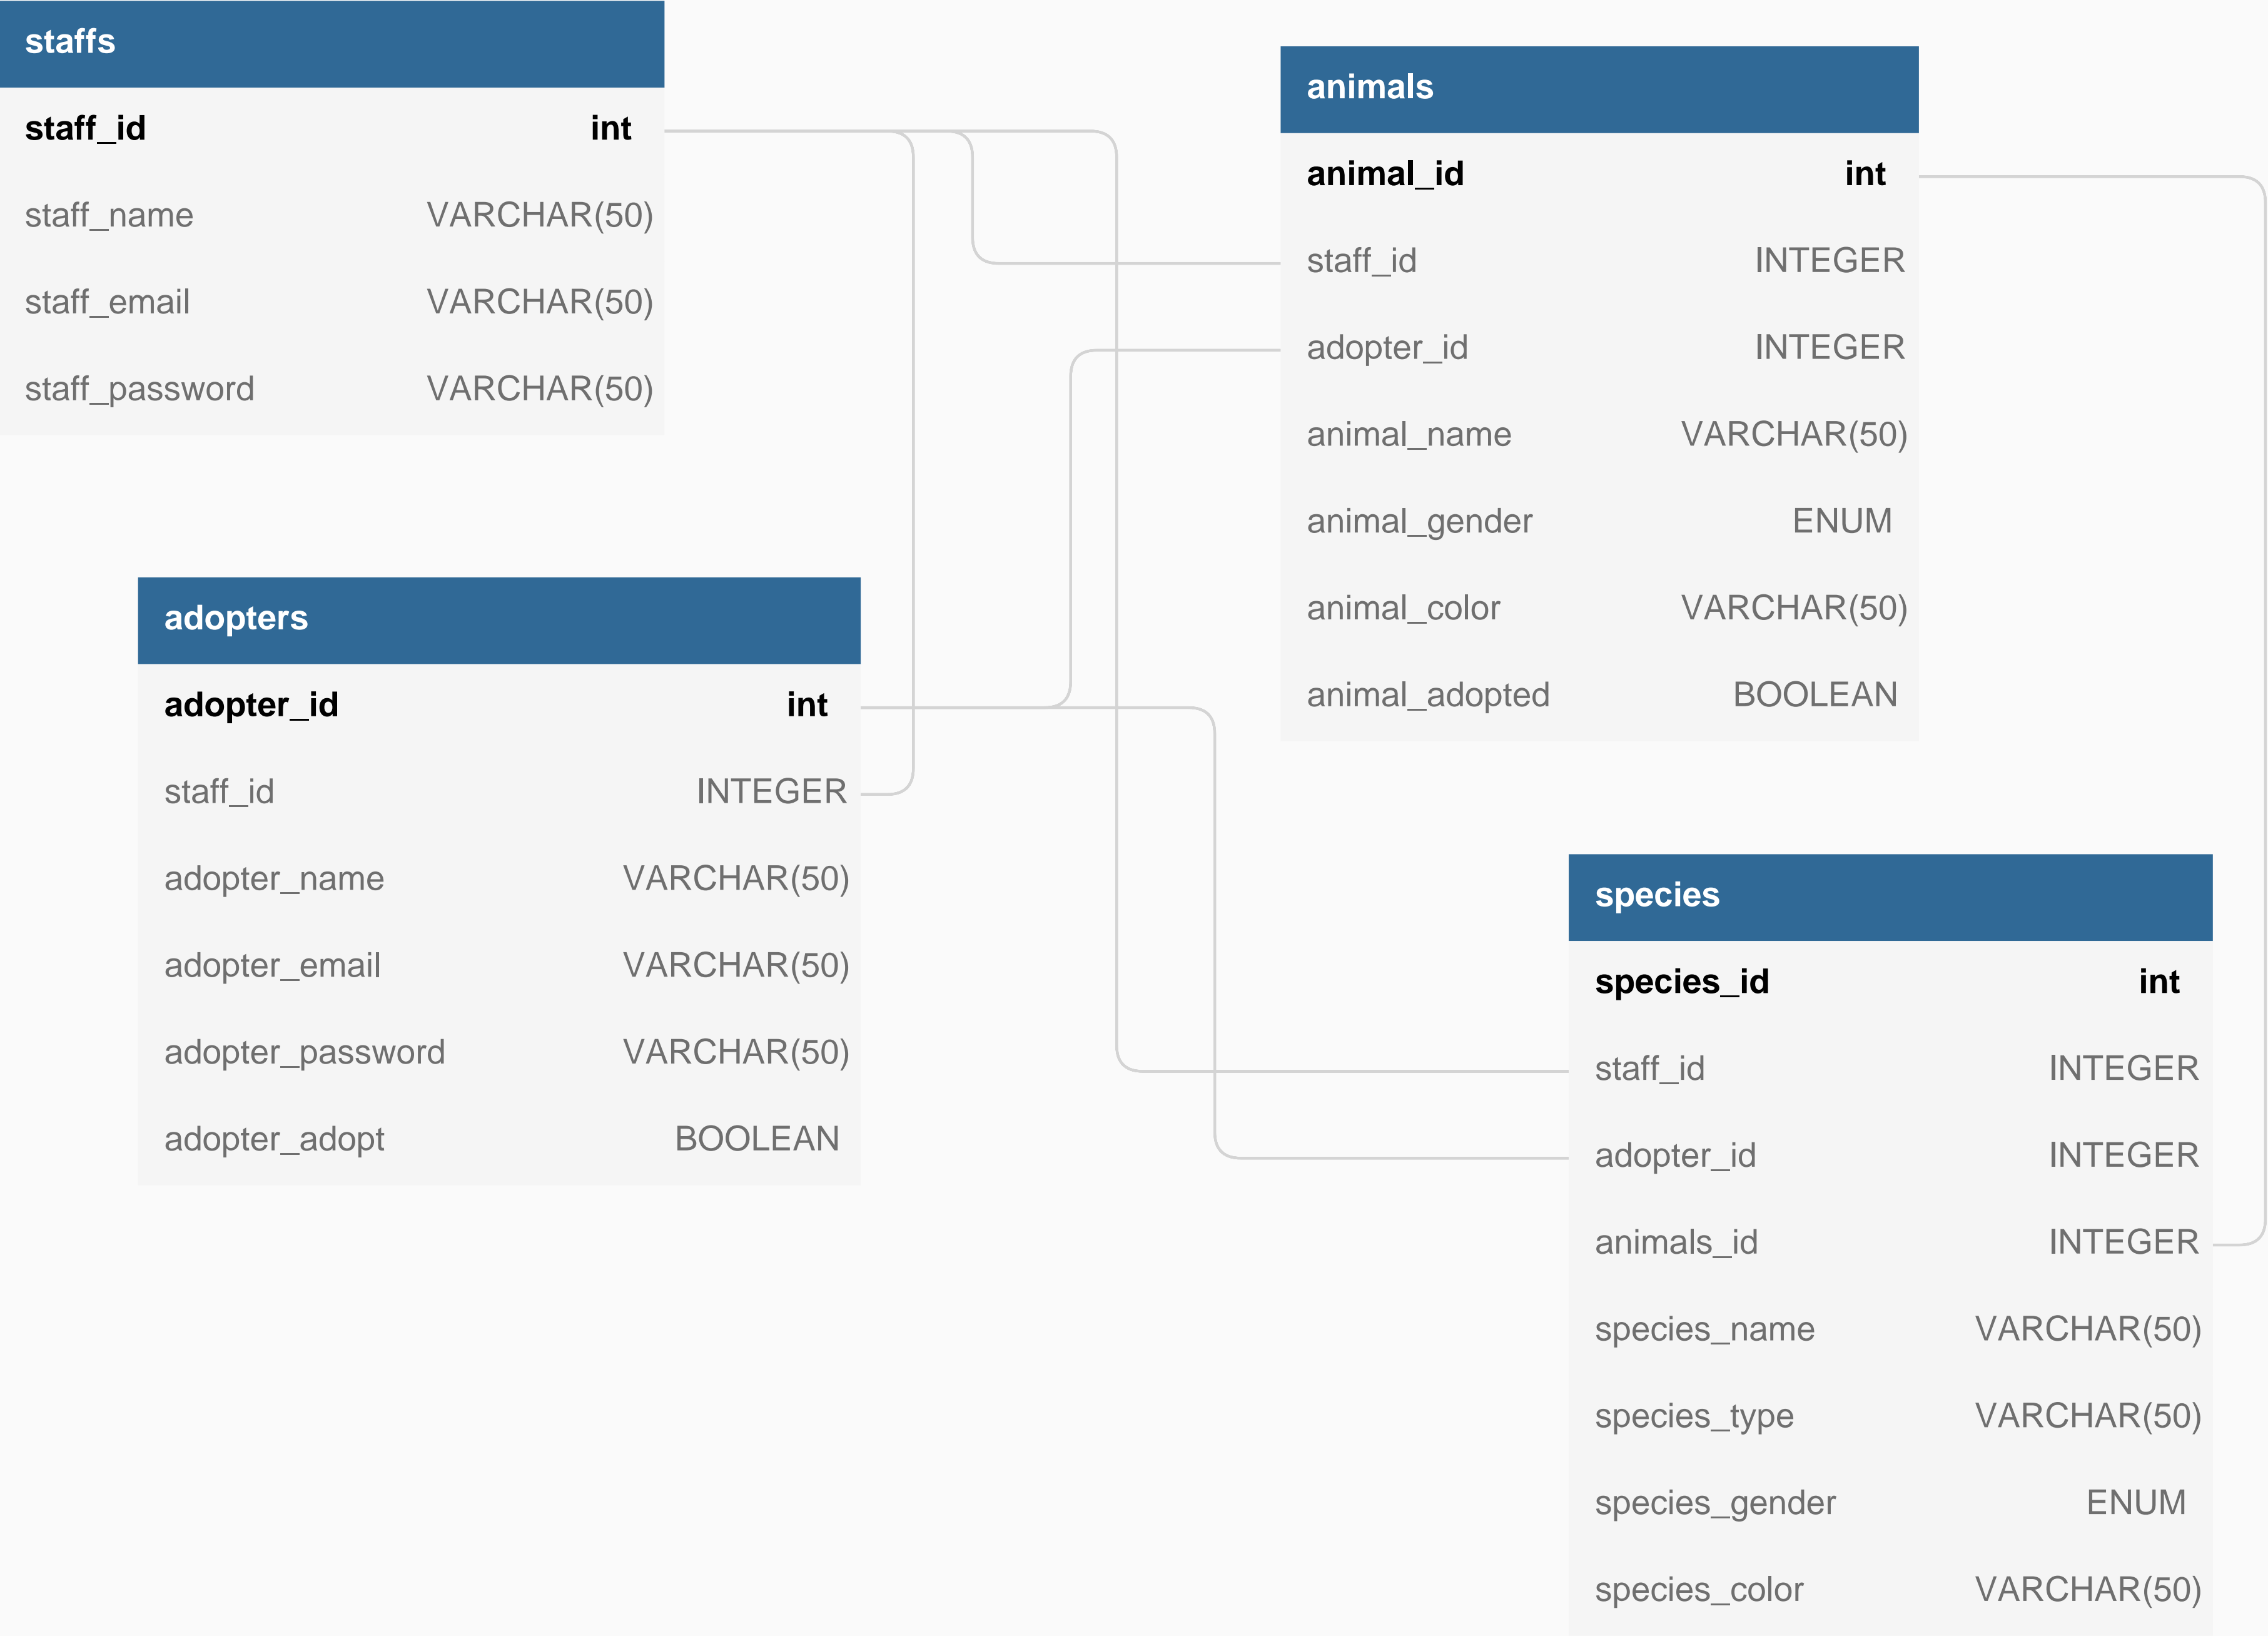 staffs
staff_id int
staff_name VARCHAR(50)
staff_email VARCHAR(50)
staff_password VARCHAR(50)
animals
animal_id int
staff_id INTEGER
adopter_id INTEGER
animal_name VARCHAR(50)
animal_gender ENUM
animal_color VARCHAR(50)
animal_adopted BOOLEAN
adopters
adopter_id int
staff_id INTEGER
adopter_name VARCHAR(50)
adopter_email VARCHAR(50)
adopter_password VARCHAR(50)
adopter_adopt BOOLEAN
species
species_id int
staff_id INTEGER
adopter_id INTEGER
animals_id INTEGER
species_name VARCHAR(50)
species_type VARCHAR(50)
species_gender ENUM
species_color VARCHAR(50)